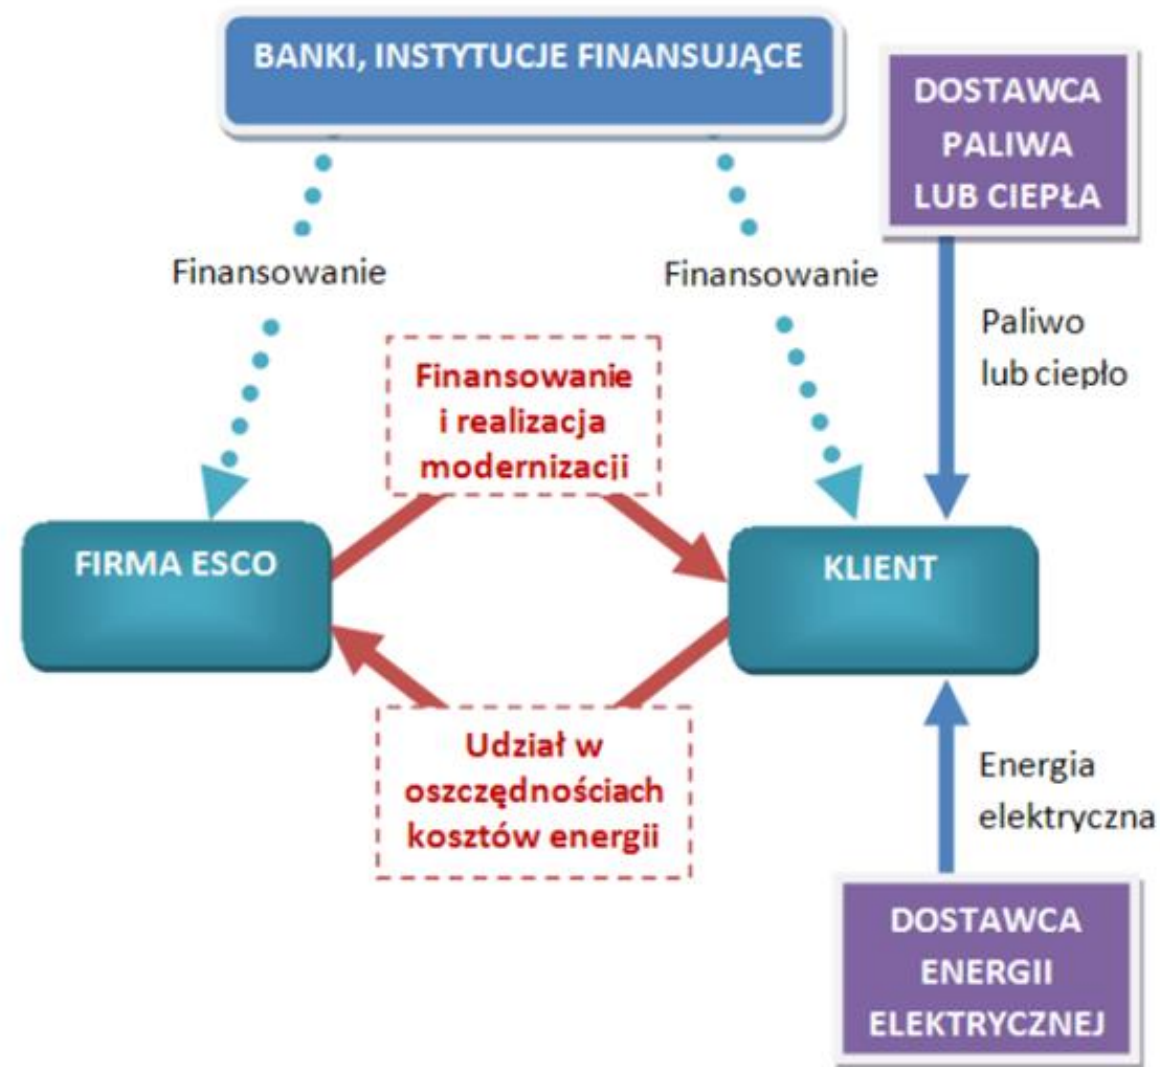 BANKI, INSTYTUCJE FINANSUJĄCE
DOSTAWCA
PALIWA
LUB CIEPŁA
Finansowanie
Finansowanie
Paliwo
lub ciepło
Finansowanie
i realizacja
modernizacji
FIRMA ESCO
KLIENT
Udział w
oszczędnościach
kosztów energii
Energia
elektryczna
DOSTAWCA
ENERGII
ELEKTRYCZNEJ